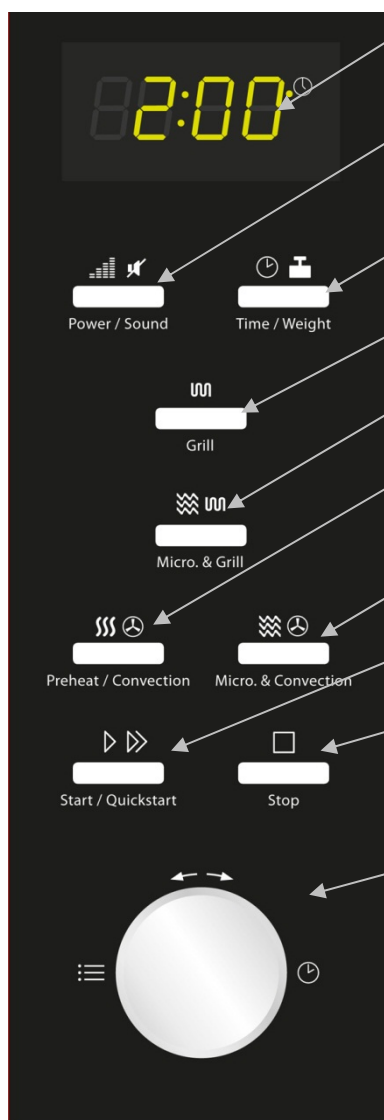 2:00
Power / Sound
Time / Weight
Grill
Micro. & Grill
Preheat / Convection
Micro. & Convection
Start / Quickstart
Stop